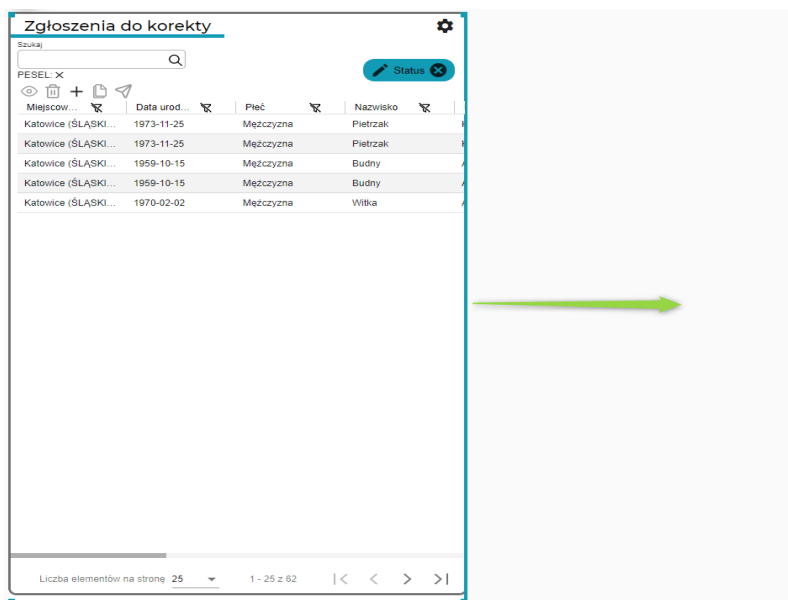 Zgłoszenia do korekty
Szukaj
PESEL:
Status
Miejscow... Data urod... Płeć Nazwisko
Katowice (ŚLĄSKI... 1973-11-25 Mężczyzna Pietrzak
Katowice (ŚLĄSKI... 1973-11-25 Mężczyzna Pietrzak
Katowice (ŚLĄSKI... 1959-10-15 Mężczyzna Budny
Katowice (ŚLĄSKI... 1959-10-15 Mężczyzna Budny
Katowice (ŚLĄSKI... 1970-02-02 Mężczyzna Witka
Liczba elementów na stronę 25 1 - 25 z 62